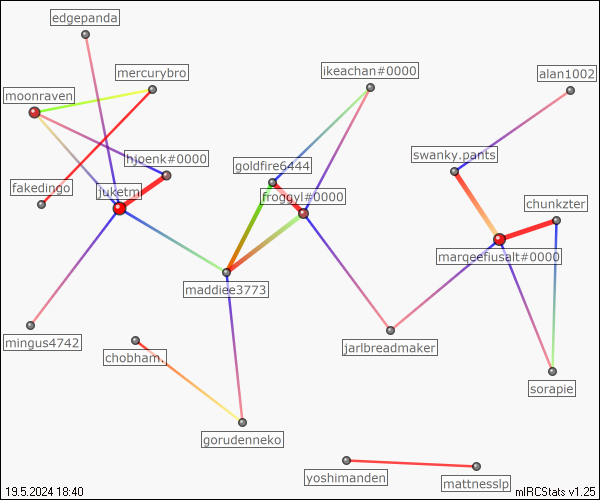 edgepanda
mercurybro
ikeachan#0000
alan1002
moonraven
hjoenk#0000
goldfire6444
swanky.pants
fakedingo
juketm
froggyl#0000
chunkzter
marqeefiusalt#0000
maddiee3773
mingus4742
chobham.
jarlbreadmaker
sorapie
gorudenneko
yoshimanden
mattnesslp
19.5.2024 18:40
mIRCStats v1.25